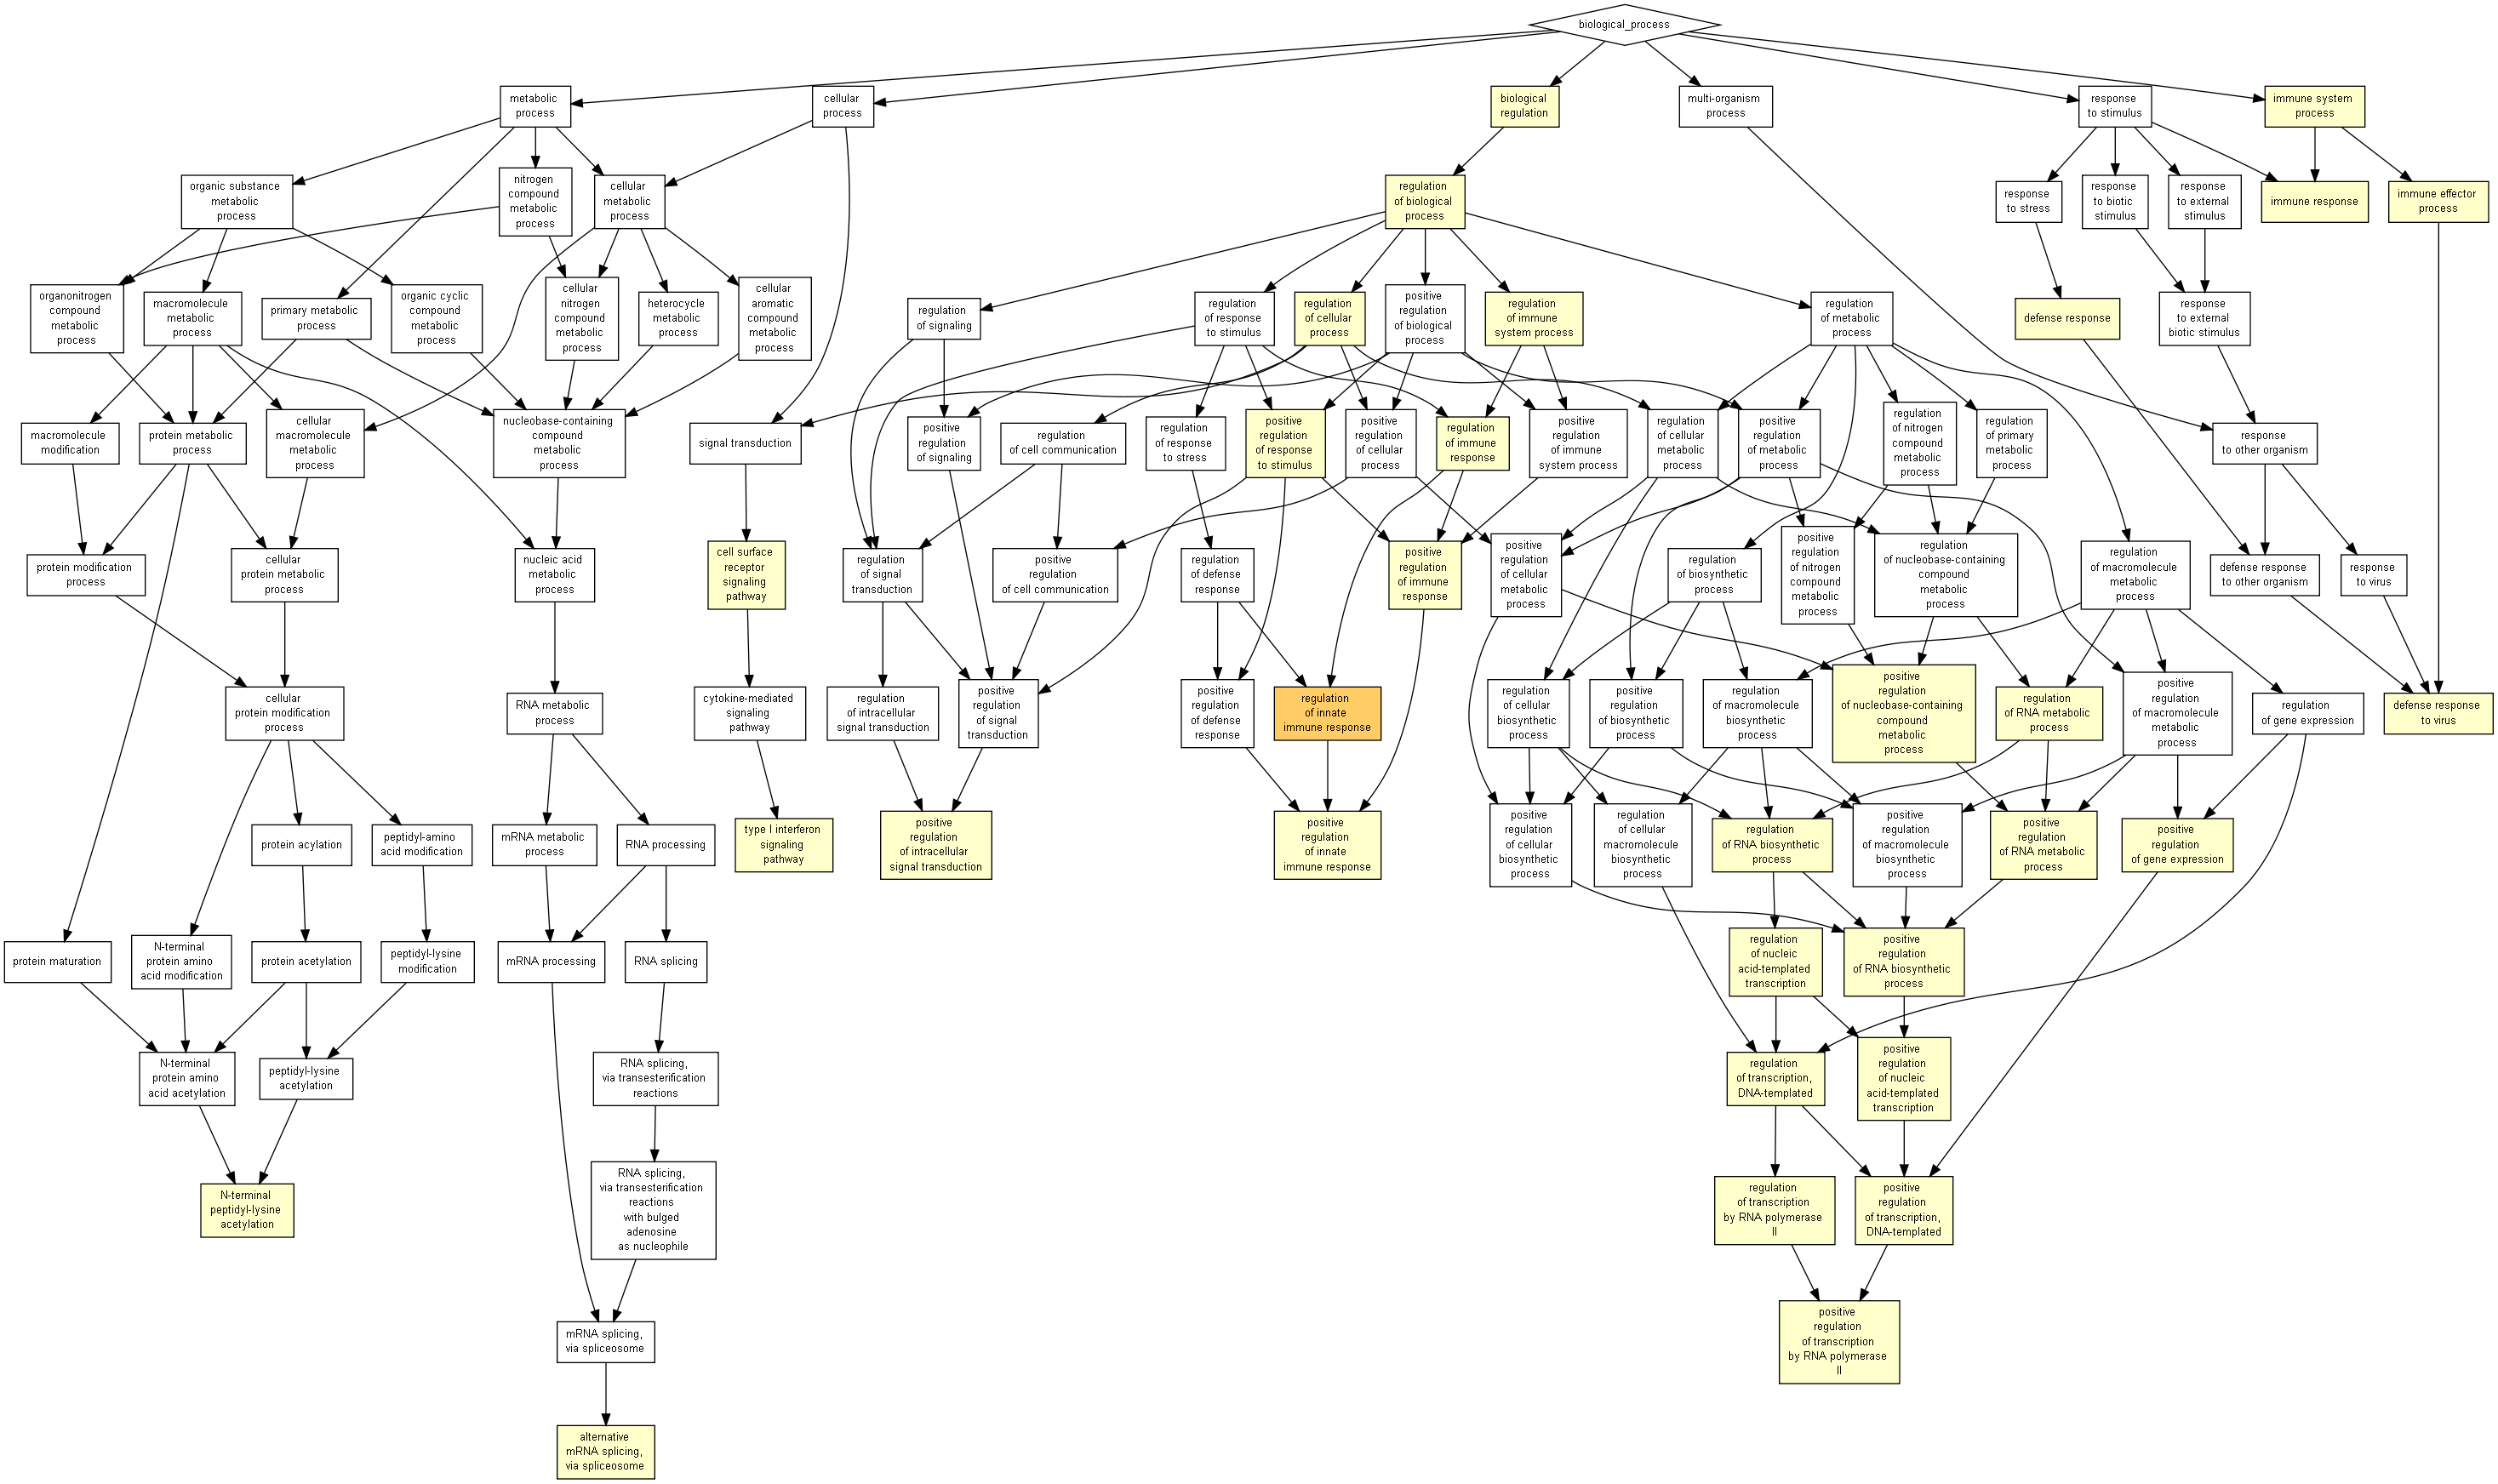 biological_process
metabolic
process
cellular
process
biological
regulation
multi-organism
process
response
to stimulus
immune system
process
organic substance
metabolic
process
nitrogen
compound
metabolic
process
cellular
metabolic
process
regulation
of biological
process
response
to stress
response
to biotic
stimulus
response
to external
stimulus
immune response
immune effector
process
organonitrogen
compound
metabolic
process
macromolecule
metabolic
process
primary metabolic
process
organic cyclic
compound
metabolic
process
cellular
nitrogen
compound
metabolic
process
heterocycle
metabolic
process
cellular
aromatic
compound
metabolic
process
regulation
of signaling
regulation
of response
to stimulus
regulation
of cellular
process
positive
regulation
of biological
process
regulation
of immune
system process
regulation
of metabolic
process
defense response
response
to external
biotic stimulus
macromolecule
modification
protein metabolic
process
cellular
macromolecule
metabolic
process
nucleobase-containing
compound
metabolic
process
signal transduction
positive
regulation
of signaling
regulation
of cell communication
regulation
of response
to stress
positive
regulation
of response
to stimulus
positive
regulation
of cellular
process
regulation
of immune
response
positive
regulation
of immune
system process
regulation
of cellular
metabolic
process
positive
regulation
of metabolic
process
regulation
of nitrogen
compound
metabolic
process
regulation
of primary
metabolic
process
response
to other organism
protein modification
process
cellular
protein metabolic
process
nucleic acid
metabolic
process
cell surface
receptor
signaling
pathway
regulation
of signal
transduction
positive
regulation
of cell communication
regulation
of defense
response
positive
regulation
of immune
response
positive
regulation
of cellular
metabolic
process
regulation
of biosynthetic
process
positive
regulation
of nitrogen
compound
metabolic
process
regulation
of nucleobase-containing
compound
metabolic
process
regulation
of macromolecule
metabolic
process
defense response
to other organism
response
to virus
cellular
protein modification
process
RNA metabolic
process
cytokine-mediated
signaling
pathway
regulation
of intracellular
signal transduction
positive
regulation
of signal
transduction
positive
regulation
of defense
response
regulation
of innate
immune response
regulation
of cellular
biosynthetic
process
positive
regulation
of biosynthetic
process
regulation
of macromolecule
biosynthetic
process
positive
regulation
of nucleobase-containing
compound
metabolic
process
regulation
of RNA metabolic
process
positive
regulation
of macromolecule
metabolic
process
regulation
of gene expression
defense response
to virus
protein acylation
peptidyl-amino
acid modification
mRNA metabolic
process
RNA processing
type I interferon
signaling
pathway
positive
regulation
of intracellular
signal transduction
positive
regulation
of innate
immune response
positive
regulation
of cellular
biosynthetic
process
regulation
of cellular
macromolecule
biosynthetic
process
regulation
of RNA biosynthetic
process
positive
regulation
of macromolecule
biosynthetic
process
positive
regulation
of RNA metabolic
process
positive
regulation
of gene expression
protein maturation
N-terminal
protein amino
acid modification
protein acetylation
peptidyl-lysine
modification
mRNA processing
RNA splicing
regulation
of nucleic
acid-templated
transcription
positive
regulation
of RNA biosynthetic
process
N-terminal
protein amino
acid acetylation
peptidyl-lysine
acetylation
RNA splicing,
via transesterification
reactions
regulation
of transcription,
DNA-templated
positive
regulation
of nucleic
acid-templated
transcription
N-terminal
peptidyl-lysine
acetylation
RNA splicing,
via transesterification
reactions
with bulged
adenosine
as nucleophile
regulation
of transcription
by RNA polymerase
II
positive
regulation
of transcription,
DNA-templated
mRNA splicing,
via spliceosome
positive
regulation
of transcription
by RNA polymerase
II
alternative
mRNA splicing,
via spliceosome